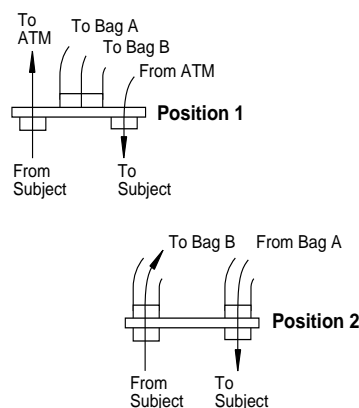 To
ATM
To Bag A
To Bag B
From ATM
Position 1
From
Subject
To
Subject
To Bag B
From Bag A
Position 2
From
Subject
To
Subject